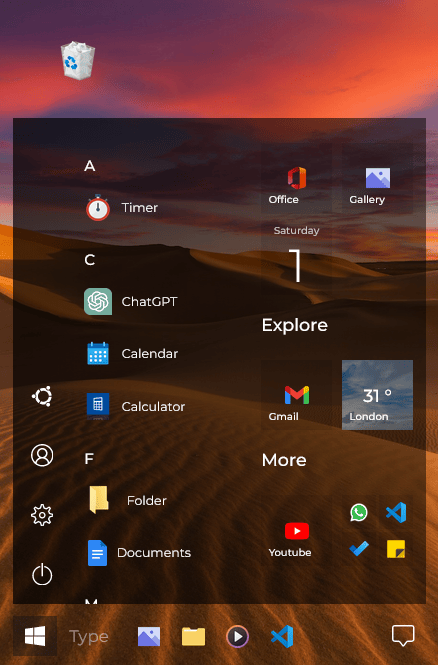 A
Timer
C
ChatGPT
Calendar
Calculator
F
Folder
Documents
M
Office
Gallery
Saturday
1
Explore
Gmail
31 °
London
More
Youtube
Type